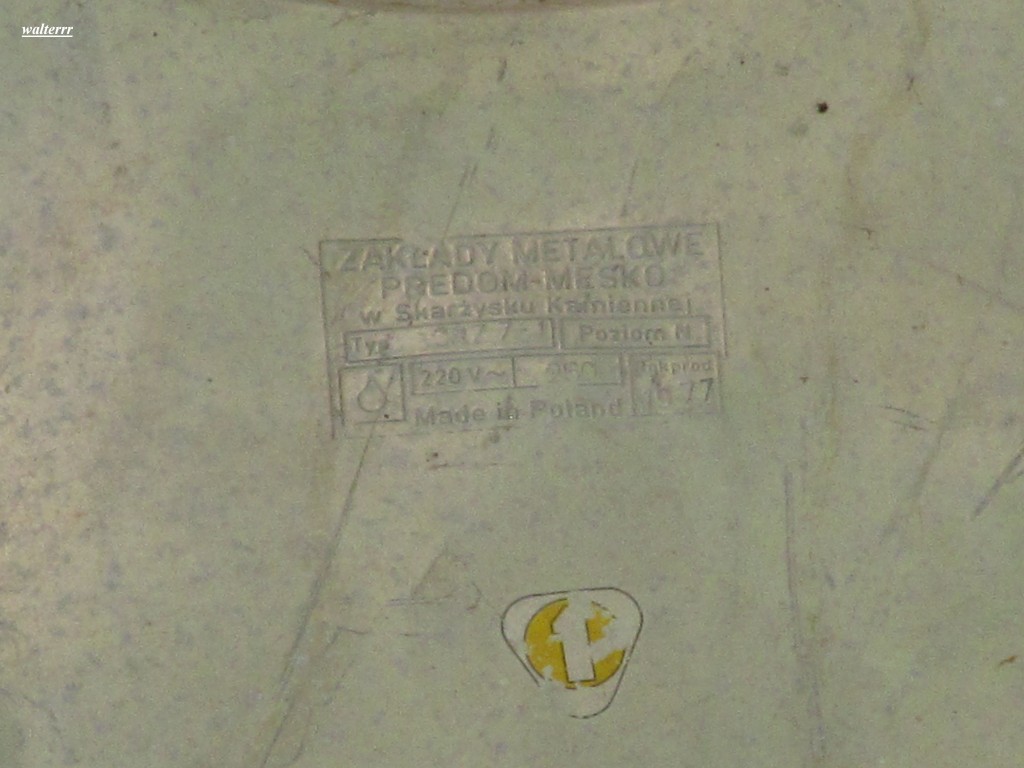 walterrr
ZAKŁADY METALOWE
PREDOM-MESKO
w Skarżysku Kamiennej
Typ Poziom N
220 V ~ Rok prod
Made in Poland 1977